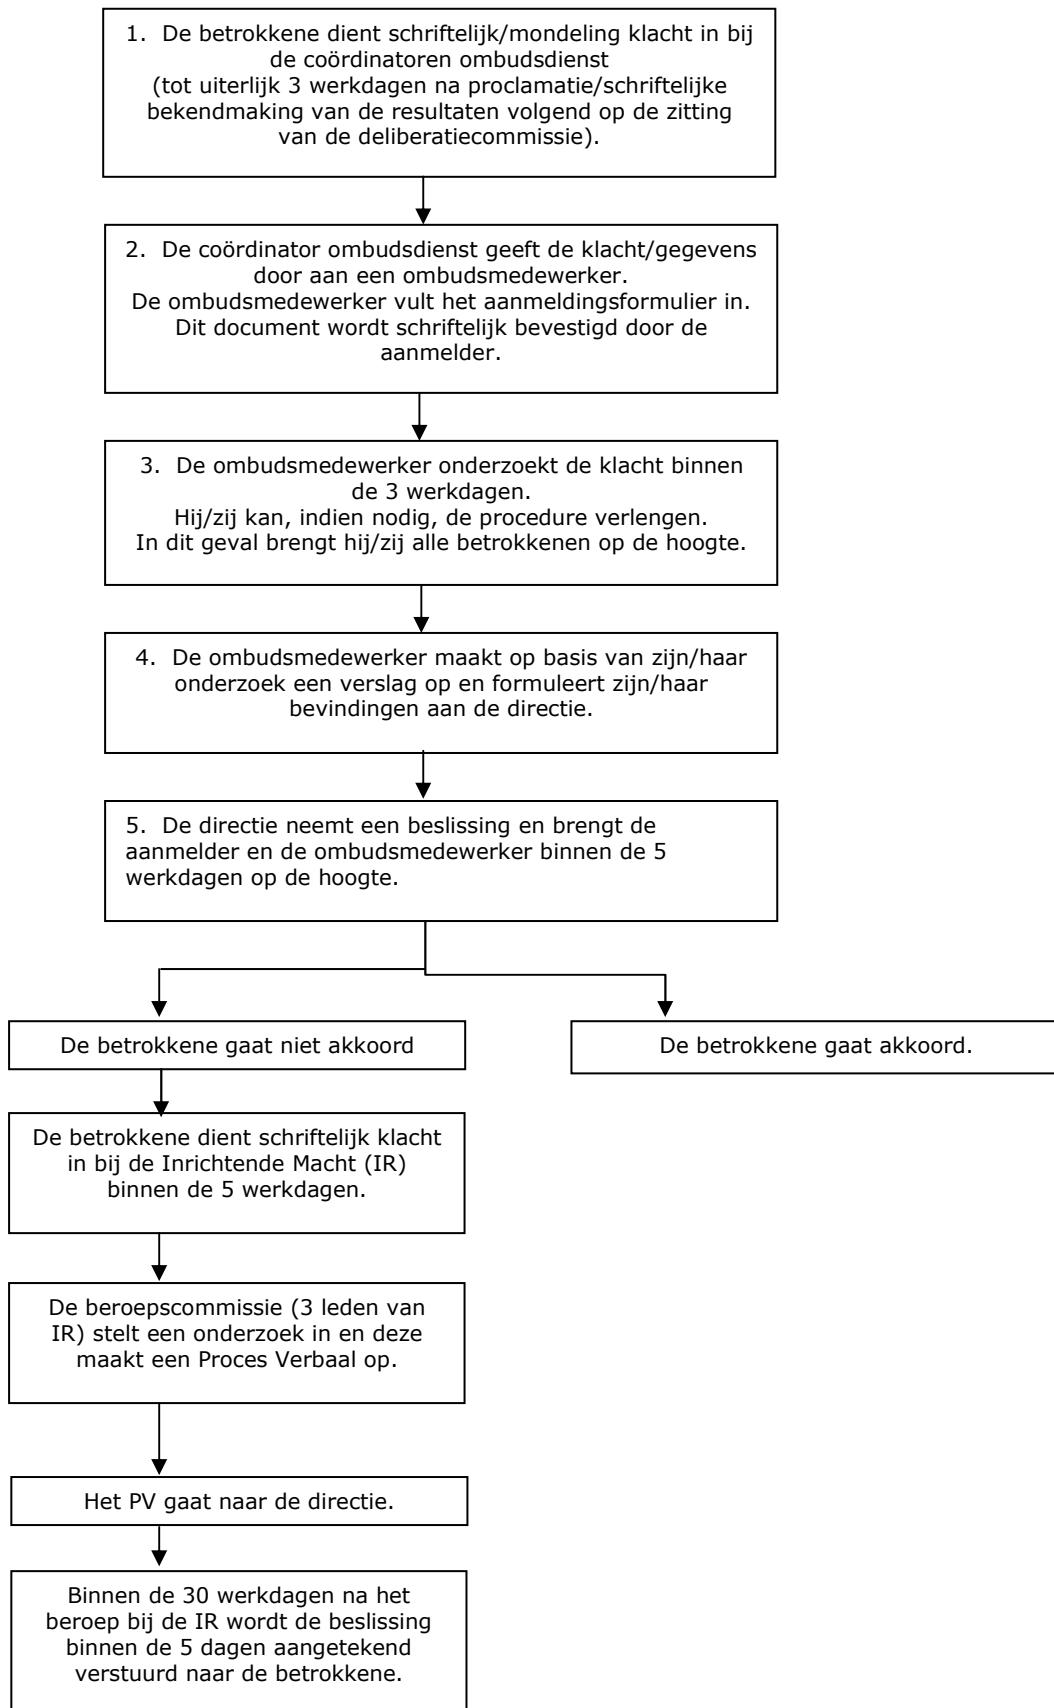 1. De betrokkene dient schriftelijk/mondeling klacht in bij
de coördinatoren ombudsdienst
(tot uiterlijk 3 werkdagen na proclamatie/schriftelijke
bekendmaking van de resultaten volgend op de zitting
van de deliberatiecommissie).
2. De coördinator ombudsdienst geeft de klacht/gegevens
door aan een ombudsmedewerker.
De ombudsmedewerker vult het aanmeldingsformulier in.
Dit document wordt schriftelijk bevestigd door de
aanmelder.
3. De ombudsmedewerker onderzoekt de klacht binnen
de 3 werkdagen.
Hij/zij kan, indien nodig, de procedure verlengen.
In dit geval brengt hij/zij alle betrokkenen op de hoogte.
4. De ombudsmedewerker maakt op basis van zijn/haar
onderzoek een verslag op en formuleert zijn/haar
bevindingen aan de directie.
5. De directie neemt een beslissing en brengt de
aanmelder en de ombudsmedewerker binnen de 5
werkdagen op de hoogte.
De betrokkene gaat niet akkoord
De betrokkene gaat akkoord.
De betrokkene dient schriftelijk klacht
in bij de Inrichtende Macht (IR)
binnen de 5 werkdagen.
De beroepscommissie (3 leden van
IR) stelt een onderzoek in en deze
maakt een Proces Verbaal op.
Het PV gaat naar de directie.
Binnen de 30 werkdagen na het
beroep bij de IR wordt de beslissing
binnen de 5 dagen aangetekend
verstuurd naar de betrokkene.